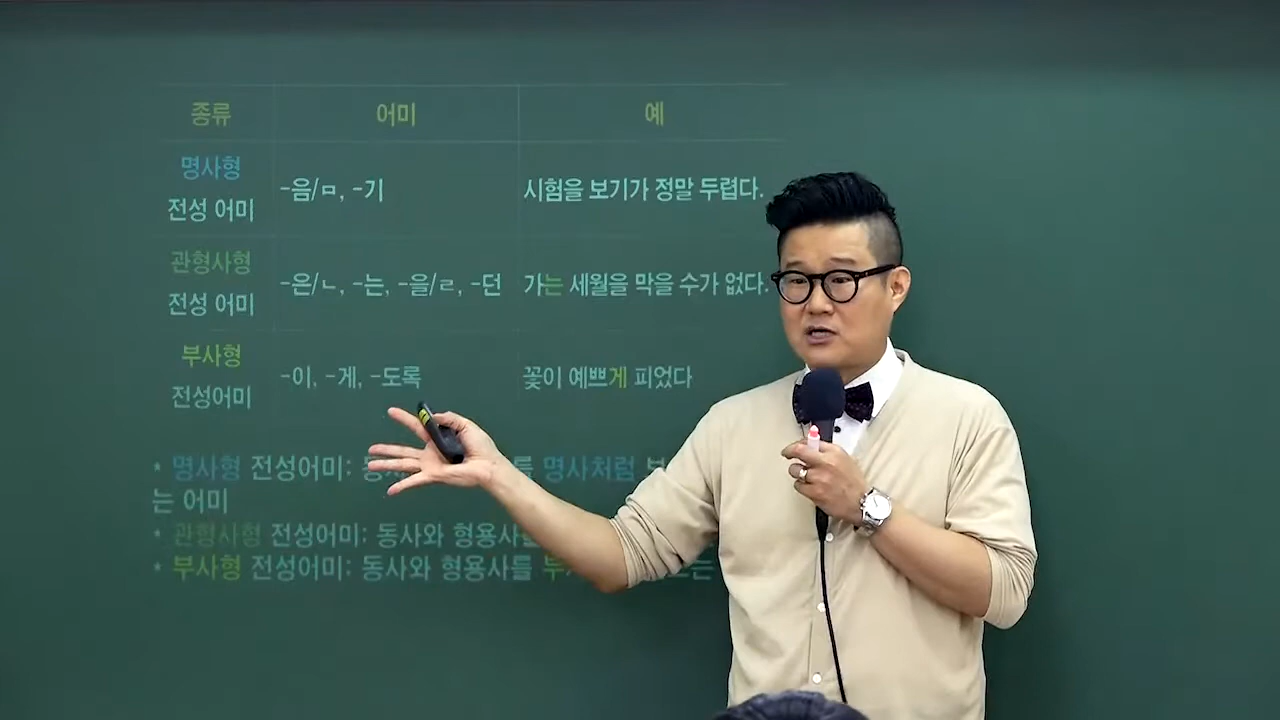 종류 어미 예
명사형
전성 어미
-음/ㅁ, -기
시험을 보기가 정말 두렵다.
관형사형
전성 어미
-은/ㄴ, -는, -을/ㄹ, -던
가는 세월을 막을 수가 없다.
부사형
전성어미
-이, -게, -도록
꽃이 예쁘게 피었다
* 명사형 전성어미: 를 명사처럼
는 어미
* 관형사형 전성어미: 동사와 형용사를
* 부사형 전성어미: 동사와 형용사를 는